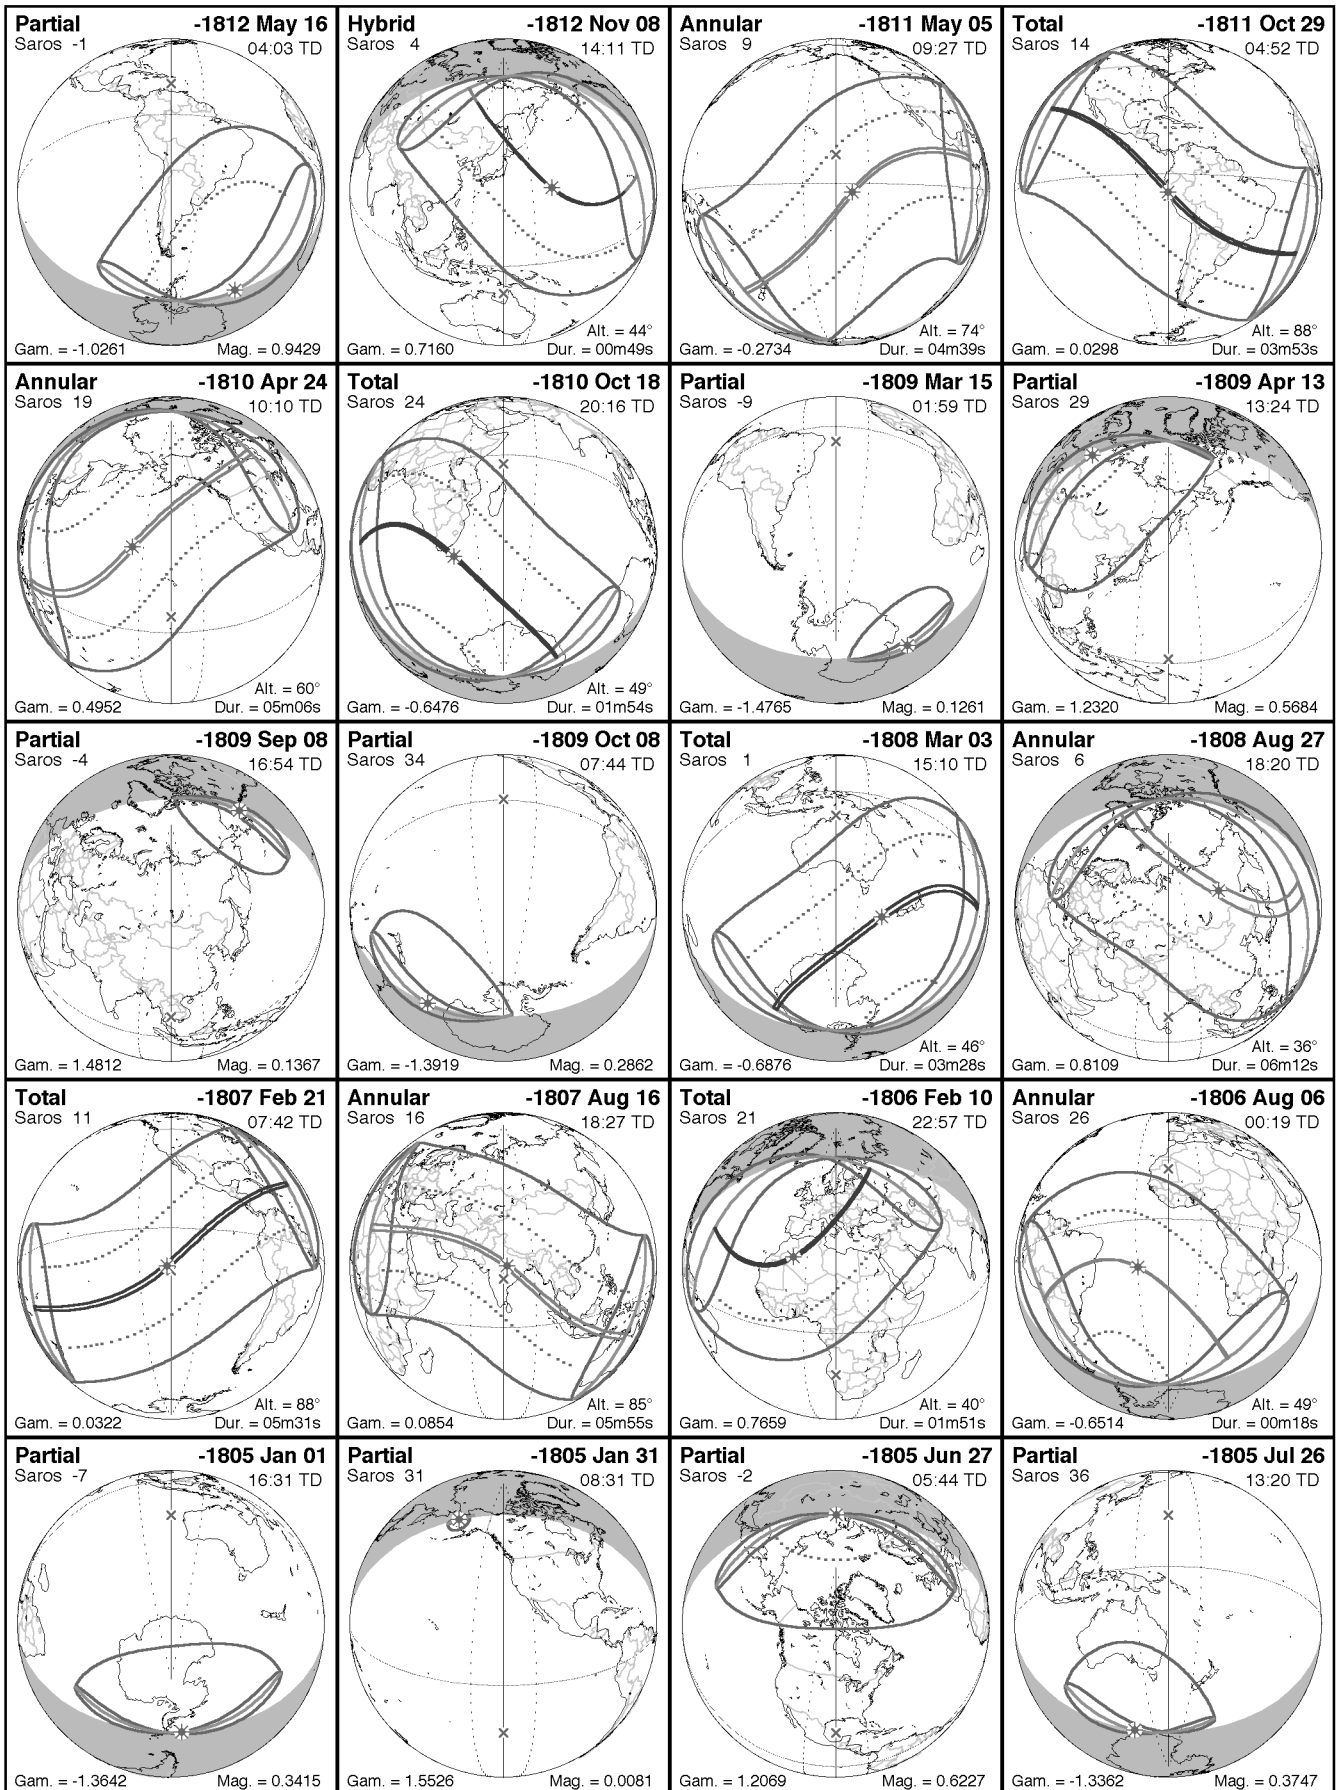 Partial -1812 May 16
Saros -1 04:03 TD
Gam. = -1.0261 Mag. = 0.9429
Hybrid -1812 Nov 08
Saros 4 14:11 TD
Alt. = 44°
Gam. = 0.7160 Dur. = 00m49s
Annular -1811 May 05
Saros 9 09:27 TD
Alt. = 74°
Gam. = -0.2734 Dur. = 04m39s
Total -1811 Oct 29
Saros 14 04:52 TD
Alt. = 88°
Gam. = 0.0298 Dur. = 03m53s
Annular -1810 Apr 24
Saros 19 10:10 TD
Alt. = 60°
Gam. = 0.4952 Dur. = 05m06s
Total -1810 Oct 18
Saros 24 20:16 TD
Alt. = 49°
Gam. = -0.6476 Dur. = 01m54s
Partial -1809 Mar 15
Saros -9 01:59 TD
Gam. = -1.4765 Mag. = 0.1261
Partial -1809 Apr 13
Saros 29 13:24 TD
Gam. = 1.2320 Mag. = 0.5684
Partial -1809 Sep 08
Saros -4 16:54 TD
Gam. = 1.4812 Mag. = 0.1367
Partial -1809 Oct 08
Saros 34 07:44 TD
Gam. = -1.3919 Mag. = 0.2862
Total -1808 Mar 03
Saros 1 15:10 TD
Alt. = 46°
Gam. = -0.6876 Dur. = 03m28s
Annular -1808 Aug 27
Saros 6 18:20 TD
Alt. = 36°
Gam. = 0.8109 Dur. = 06m12s
Total -1807 Feb 21
Saros 11 07:42 TD
Alt. = 88°
Gam. = 0.0322 Dur. = 05m31s
Annular -1807 Aug 16
Saros 16 18:27 TD
Alt. = 85°
Gam. = 0.0854 Dur. = 05m55s
Total -1806 Feb 10
Saros 21 22:57 TD
Alt. = 40°
Gam. = 0.7659 Dur. = 01m51s
Annular -1806 Aug 06
Saros 26 00:19 TD
Alt. = 49°
Gam. = -0.6514 Dur. = 00m18s
Partial -1805 Jan 01
Saros -7 16:31 TD
Gam. = -1.3642 Mag. = 0.3415
Partial -1805 Jan 31
Saros 31 08:31 TD
Gam. = 1.5526 Mag. = 0.0081
Partial -1805 Jun 27
Saros -2 05:44 TD
Gam. = 1.2069 Mag. = 0.6227
Partial -1805 Jul 26
Saros 36 13:20 TD
Gam. = -1.3362 Mag. = 0.3747